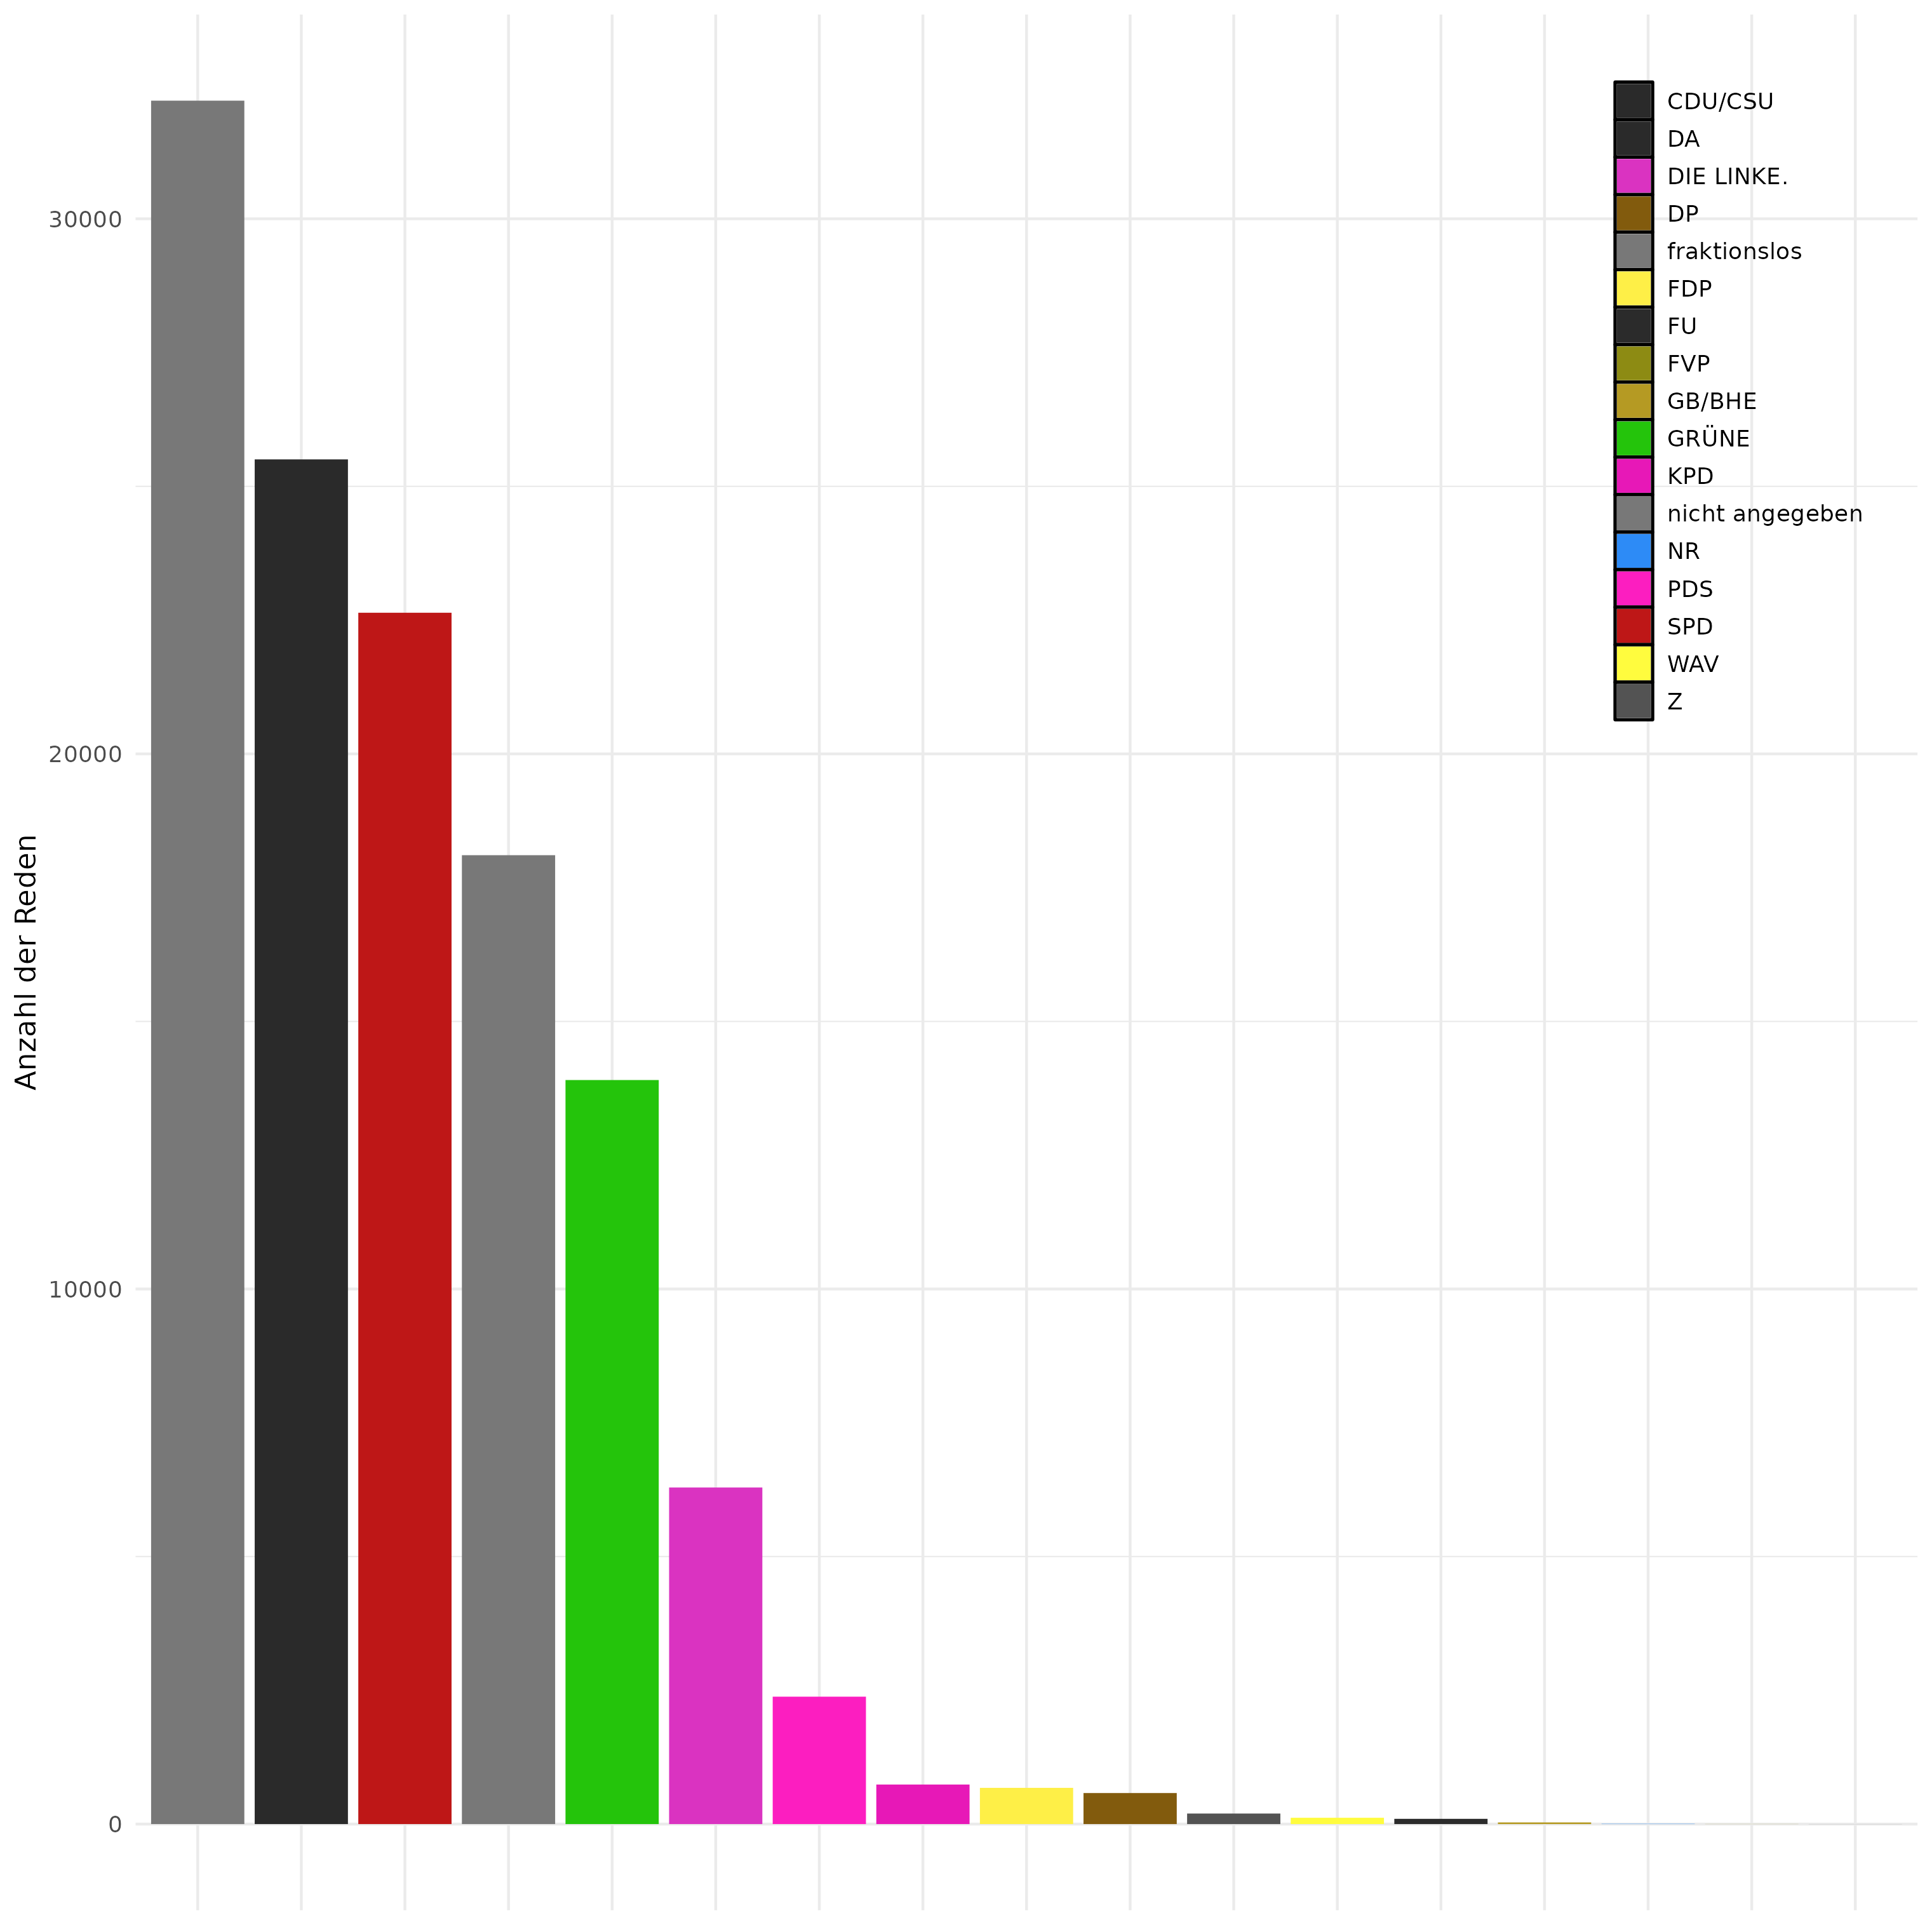 Anzahl der Reden
30000
20000
10000
0
CDU/CSU
DA
DIE LINKE.
DP
fraktionslos
FDP
FU
FVP
GB/BHE
GRÜNE
KPD
nicht angegeben
NR
PDS
SPD
WAV
Z